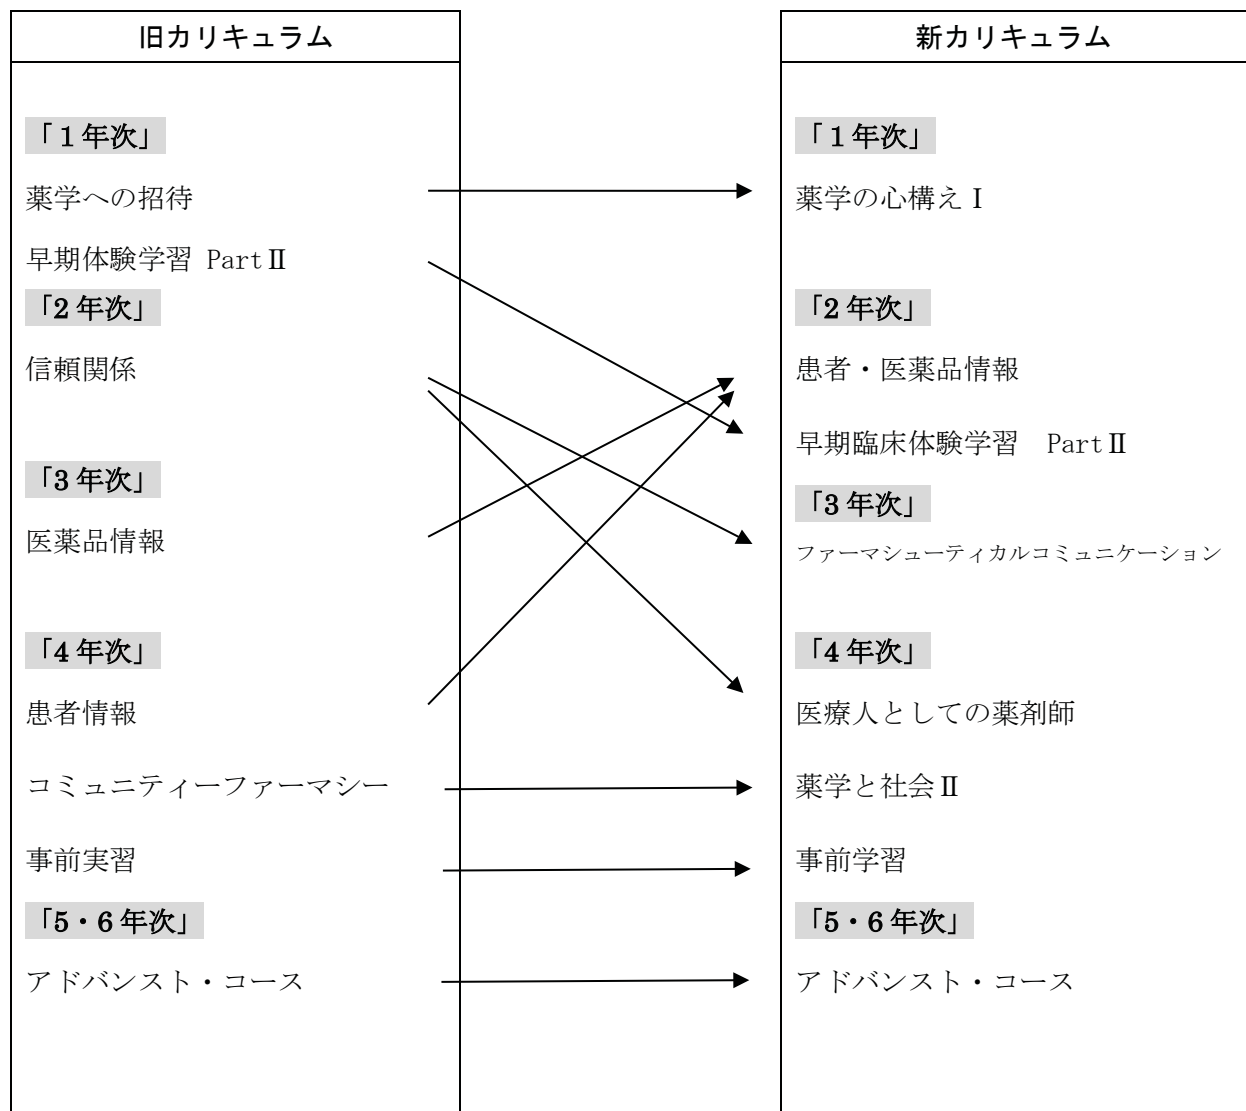 旧カリキュラム
「1年次」
薬学への招待
早期体験学習 PartⅡ
「2年次」
信頼関係
「3年次」
医薬品情報
「4年次」
患者情報
コミュニティーファーマシー
事前実習
「5・6年次」
アドバンスト・コース
新カリキュラム
「1年次」
薬学の心構えⅠ
「2年次」
患者・医薬品情報
早期臨床体験学習　PartⅡ
「3年次」
ファーマシューティカルコミュニケーション
「4年次」
医療人としての薬剤師
薬学と社会Ⅱ
事前学習
「5・6年次」
アドバンスト・コース